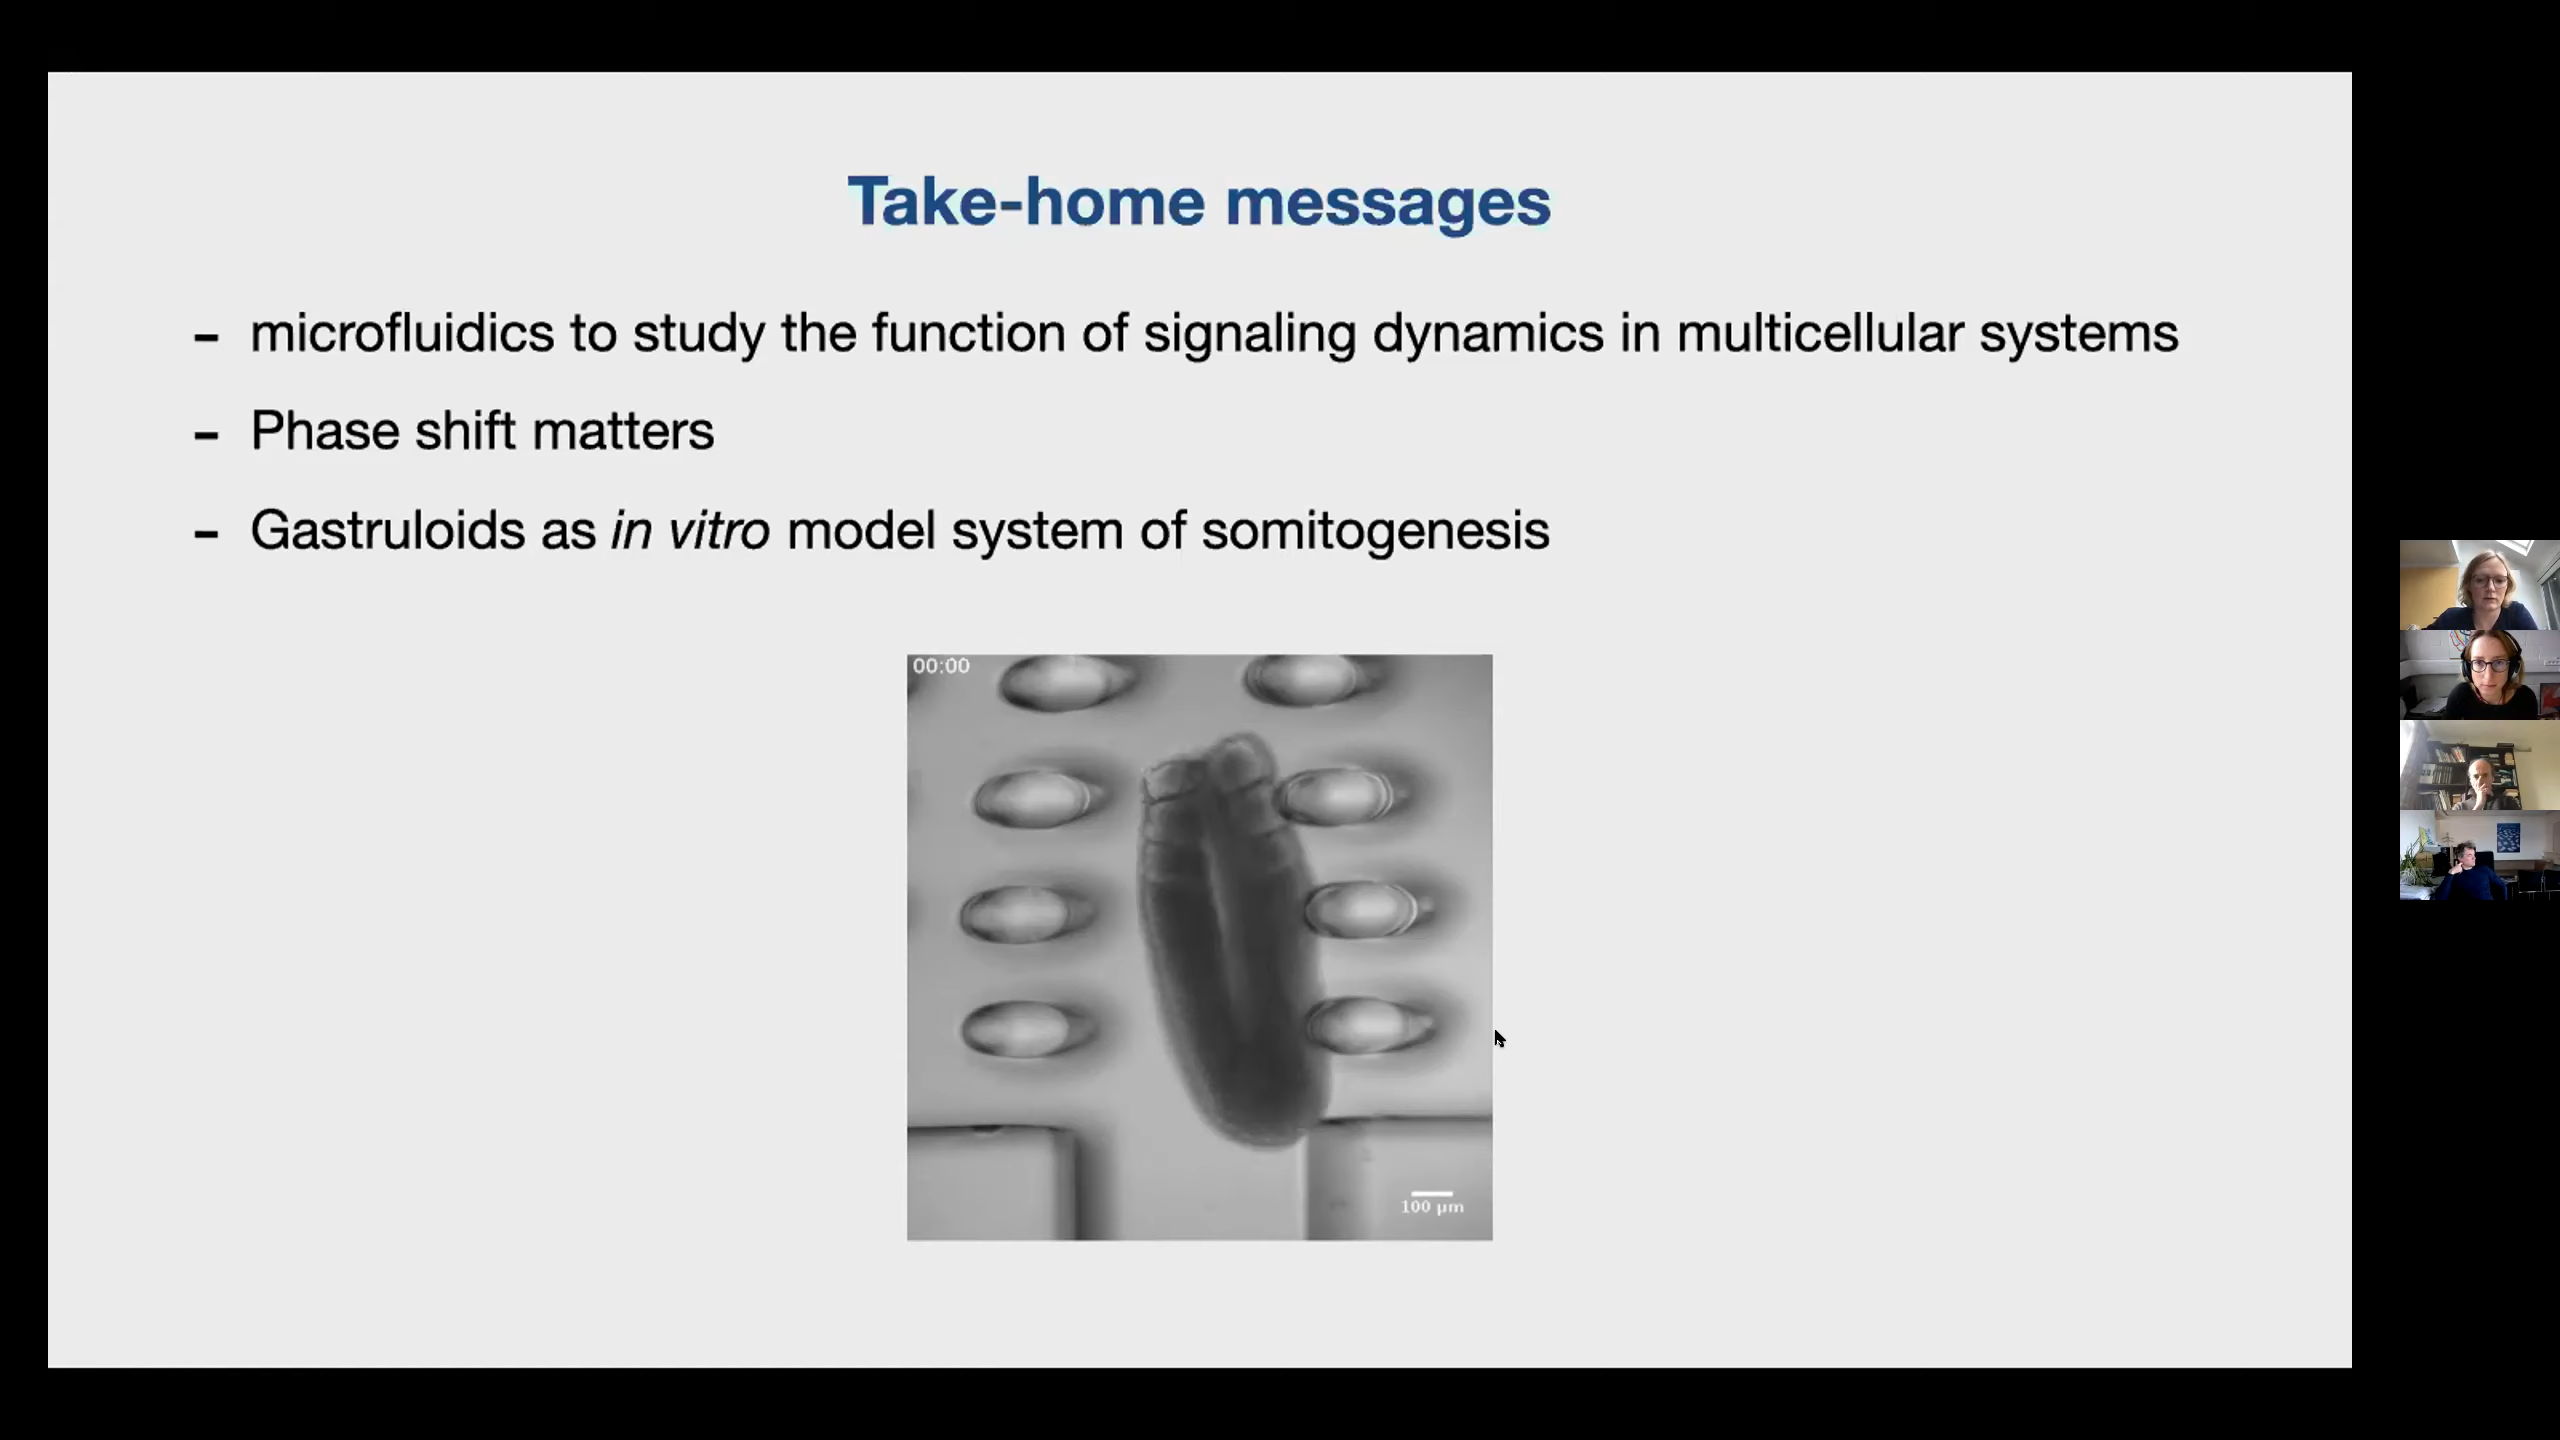 Take-home messages
- microfluidics to study the function of signaling dynamics in multicellular systems
- Phase shift matters
- Gastruloids as in vitro model system of somitogenesis
00:00
100 µm